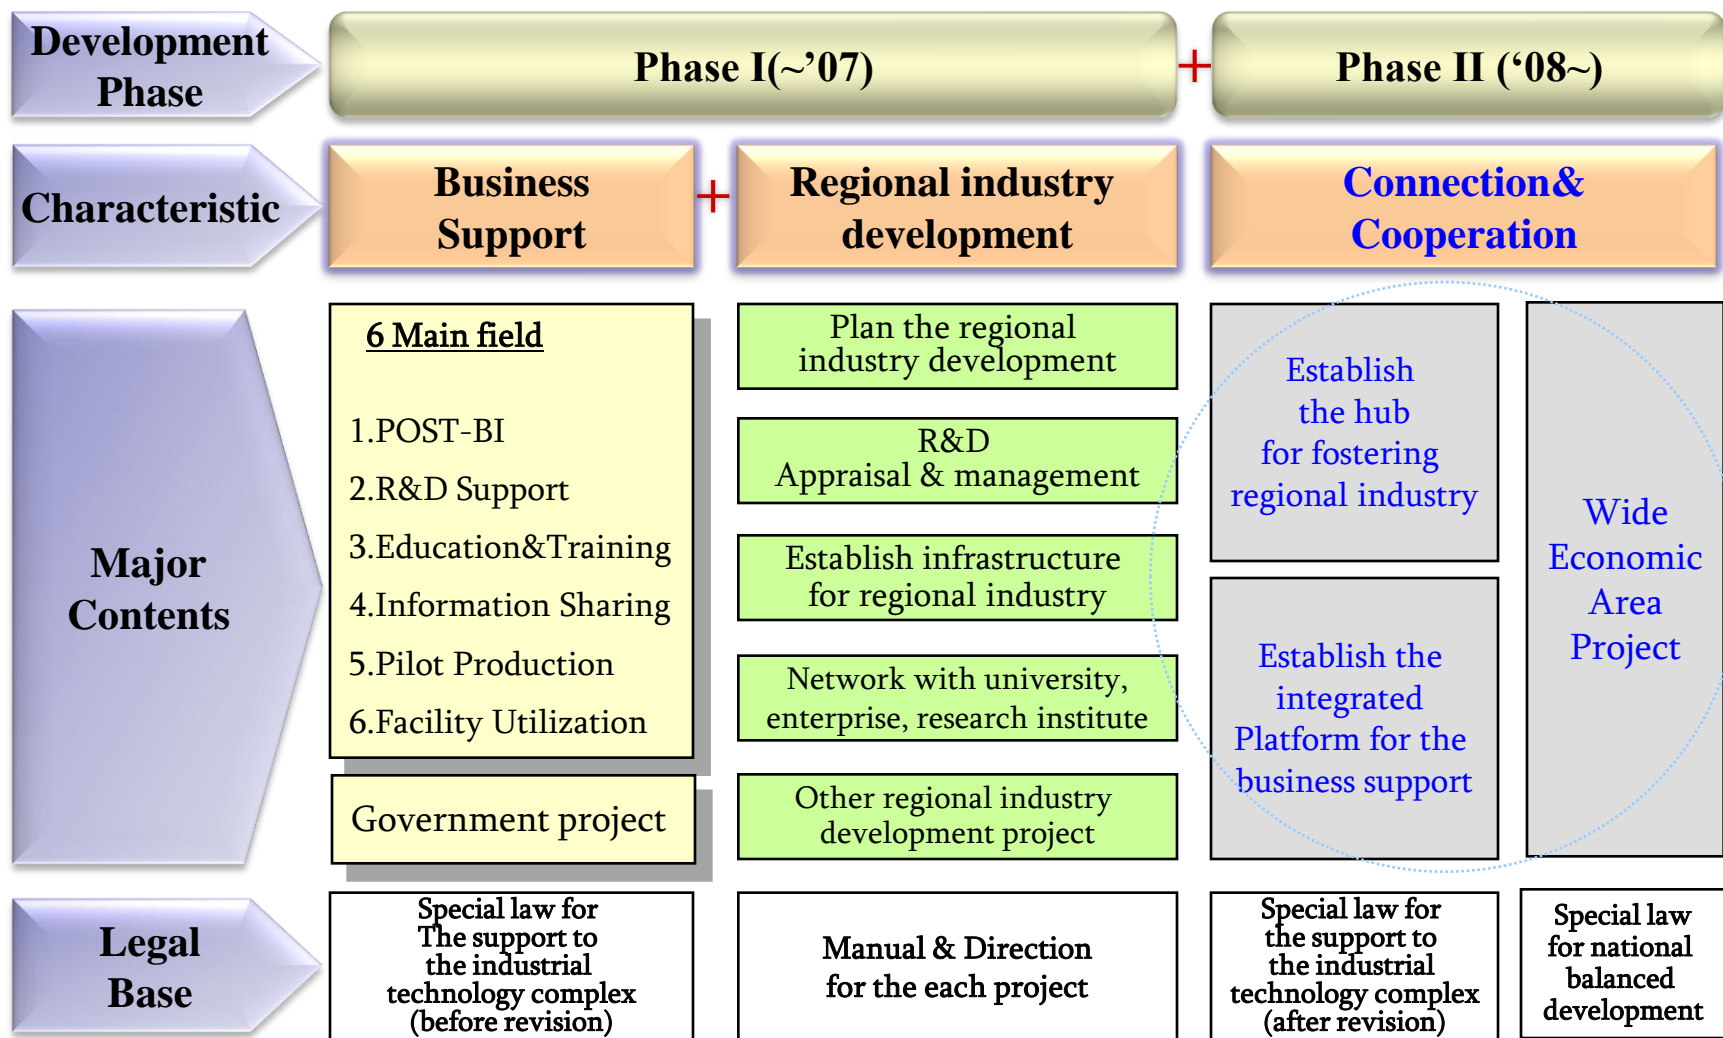 Development
Phase
Phase I(~’07)
+
Phase II (‘08~)
Characteristic
Business
Support
+
Regional industry
development
Connection&
Cooperation
Major
Contents
6 Main field
1.POST-BI
2.R&D Support
3.Education&Training
4.Information Sharing
5.Pilot Production
6.Facility Utilization
Government project
Plan the regional
industry development
R&D
Appraisal & management
Establish infrastructure
for regional industry
Network with university,
enterprise, research institute
Other regional industry
development project
Establish
the hub
for fostering
regional industry
Establish the
integrated
Platform for the
business support
Wide
Economic
Area
Project
Legal
Base
Special law for
The support to
the industrial
technology complex
(before revision)
Manual & Direction
for the each project
Special law for
the support to
the industrial
technology complex
(after revision)
Special law
for national
balanced
development